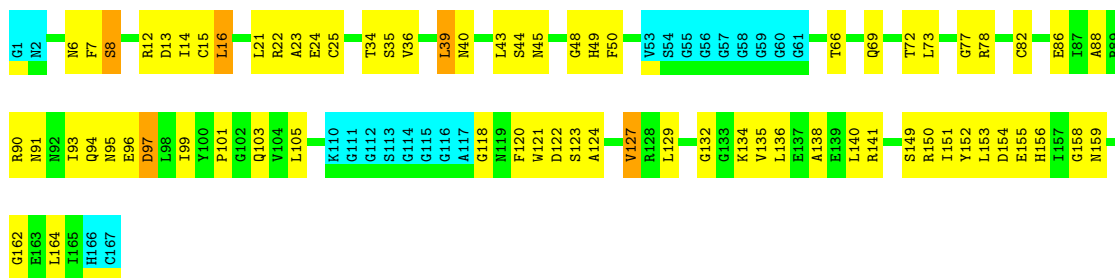 G1 N2 N6 F7 S8 R12 D13 I14 C15 L16 L21 R22 A23 E24 C25 T34 S35 V36 L39 N40 L43 S44 N45 G48 H49 F50 V53 S54 G55 G56 G57 G58 G59 G60 G61 T66 Q69 T72 L73 G77 R78 C82 E86 I87 A88
R90 N91 N92 I93 Q94 N95 E96 D97 L98 I99 Y100 P101 G102 Q103 V104 L105 K110 G111 G112 S113 G114 G115 G116 A117 G118 N119 F120 W121 D122 S123 A124 V127 R128 L129 G132 G133 K134 V135 L136 E137 A138 E139 L140 R141 S149 R150 I151 Y152 L153 D154 E155 H156 I157 G158 N159
G162 E163 L164 I165 H166 C167